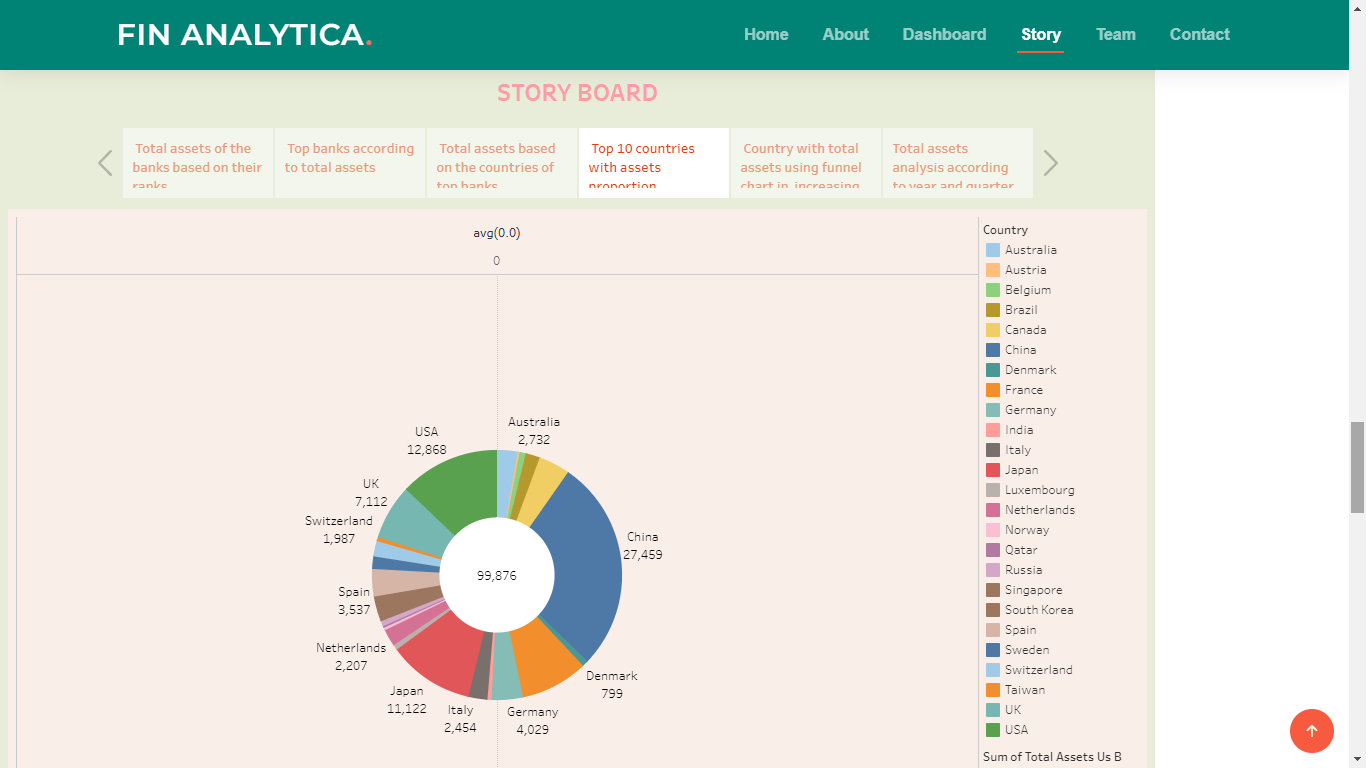 FIN ANALYTICA.
Home About Dashboard Story Team Contact
STORY BOARD
Total assets of the
banks based on their
ranks
Top banks according
to total assets
Total assets based
on the countries of
top banks
Top 10 countries
with assets
proportion
Country with total
assets using funnel
chart in increasing
Total assets
analysis according
to year and quarter
avg(0.0)
0
Australia
2,732
USA
12,868
UK
7,112
Switzerland
1,987
China
27,459
99,876
Spain
3,537
Netherlands
2,207
Denmark
799
Japan
11,122
Italy
2,454
Germany
4,029
Country
Australia
Austria
Belgium
Brazil
Canada
China
Denmark
France
Germany
India
Italy
Japan
Luxembourg
Netherlands
Norway
Qatar
Russia
Singapore
South Korea
Spain
Sweden
Switzerland
Taiwan
UK
USA
Sum of Total Assets Us B